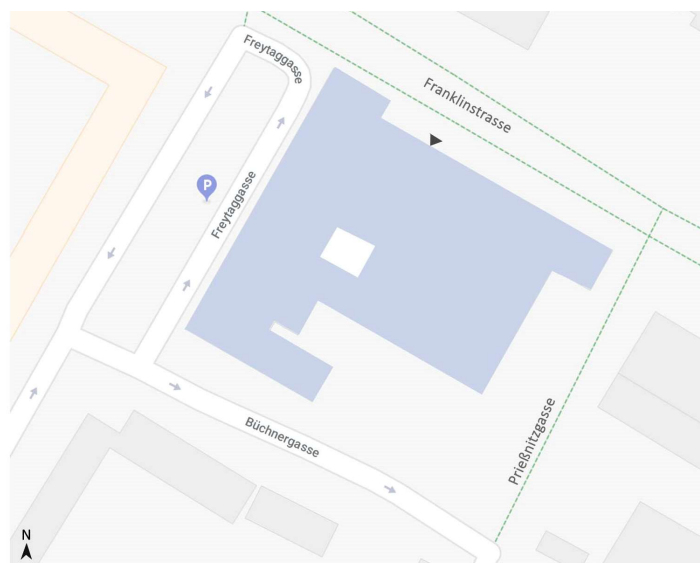 Freytaggasse
Franklinstrasse
P
Freytaggasse
Prießnitzgasse
Büchnergasse
N